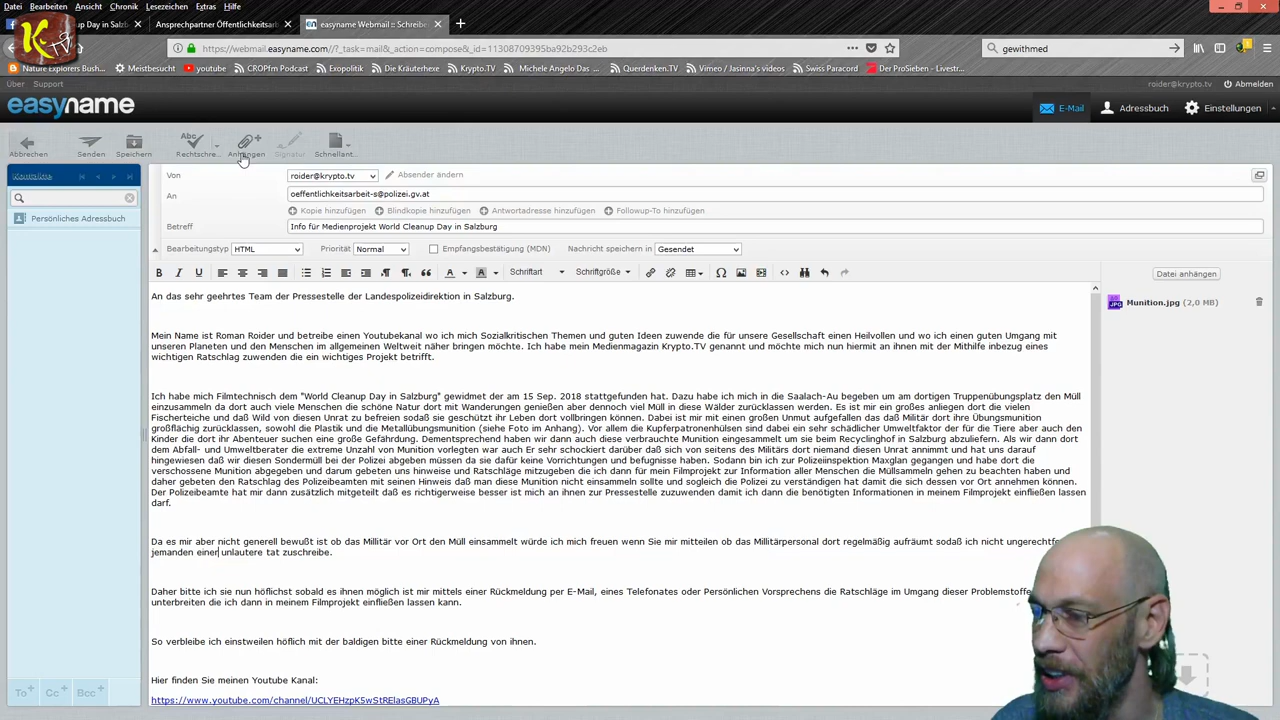 Datei Bearbeiten Ansicht Chronik Lesezeichen Extras Hilfe
Ansprechpartner Öffentlichkeitsarb
easyname Webmail :: Schreibe
https://webmail.easyname.com//?_task=mail&_action=compose&_id=11308709395ba92b293c2eb
gewithmed
Nature Explorers Bush...
Meistbesucht
youtube
CROPfm Podcast
Exopolitik
Die Kräuterhexe
Krypto.TV
Michele Angelo Das ...
Querdenken.TV
Vimeo / Jasinna's videos
Swiss Paracord
Der ProSieben - Livestr...
Über Support
roider@krypto.tv Abmelden
easyname
E-Mail Adressbuch Einstellungen
Abbrechen Senden Speichern Rechtschre... Anhängen Signatur Schnellant...
Kontakte
Persönliches Adressbuch
Von roider@krypto.tv Absender ändern
An oeffentlichkeitsarbeit-s@polizei.gv.at
Kopie hinzufügen Blindkopie hinzufügen Antwortadresse hinzufügen Followup-To hinzufügen
Betreff Info für Medienprojekt World Cleanup Day in Salzburg
Bearbeitungstyp HTML Priorität Normal Empfangsbestätigung (MDN) Nachricht speichern in Gesendet
B I U Schriftart Schriftgröße
Datei anhängen
Munition.jpg (2,0 MB)
An das sehr geehrtes Team der Pressestelle der Landespolizeidirektion in Salzburg.
Mein Name ist Roman Roider und betreibe einen Youtubekanal wo ich mich Sozialkritischen Themen und guten Ideen zuwende die für unsere Gesellschaft einen Heilvollen und wo ich einen guten Umgang mit
unseren Planeten und den Menschen im allgemeinen Weltweit näher bringen möchte. Ich habe mein Medienmagazin Krypto.TV genannt und möchte mich nun hiermit an ihnen mit der Mithilfe inbezug eines
wichtigen Ratschlag zuwenden die ein wichtiges Projekt betrifft.
Ich habe mich Filmtechnisch dem "World Cleanup Day in Salzburg" gewidmet der am 15 Sep. 2018 stattgefunden hat. Dazu habe ich mich in die Saalach-Au begeben um am dortigen Truppenübungsplatz den Müll
einzusammeln da dort auch viele Menschen die schöne Natur dort mit Wanderungen genießen aber dennoch viel Müll in diese Wälder zurücklassen werden. Es ist mir ein großes anliegen dort die vielen
Fischerteiche und daß Wild von diesen Unrat zu befreien sodaß sie geschützt ihr Leben dort vollbringen können. Dabei ist mir mit einen großen Unmut aufgefallen das daß Militär dort ihre Übungsmunition
großflächig zurücklassen, sowohl die Plastik und die Metallübungsmunition (siehe Foto im Anhang). Vor allem die Kupferpatronenhülsen sind dabei ein sehr schädlicher Umweltfaktor der für die Tiere aber auch den
Kinder die dort ihr Abenteuer suchen eine große Gefährdung. Dementsprechend haben wir dann auch diese verbrauchte Munition eingesammelt um sie beim Recyclinghof in Salzburg abzuliefern. Als wir dann dort
dem Abfall- und Umweltberater die extreme Unzahl von Munition vorlegten war auch Er sehr schockiert darüber daß sich von seitens des Militärs dort niemand diesen Unrat annimmt und hat uns darauf
hingewiesen daß wir diesen Sondermüll bei der Polizei abgeben müssen da sie dafür keine Vorrichtungen und befugnisse haben. Sodann bin ich zur Polizeiinspektion Maxglan gegangen und habe dort die
verschossene Munition abgegeben und darum gebeten uns hinweise und Ratschläge mitzugeben die ich dann für mein Filmprojekt zur Information aller Menschen die Müllsammeln gehen zu beachten haben und
daher gebeten den Ratschlag des Polizeibeamten mit seinen Hinweis daß man diese Munition nicht einsammeln sollte und sogleich die Polizei zu verständigen hat damit die sich dessen vor Ort annehmen können.
Der Polizeibeamte hat mir dann zusätzlich mitgeteilt daß es richtigerweise besser ist mich an ihnen zur Pressestelle zuzuwenden damit ich dann die benötigten Informationen in meinem Filmprojekt einfließen lassen
darf.
Da es mir aber nicht generell bewußt ist ob das Millitär vor Ort den Müll einsammelt würde ich mich freuen wenn Sie mir mitteilen ob das Millitärpersonal dort regelmäßig aufräumt sodaß ich nicht ungerechtfe
jemanden einer unlautere tat zuschreibe.
Daher bitte ich sie nun höflichst sobald es ihnen möglich ist mir mittels einer Rückmeldung per E-Mail, eines Telefonates oder Persönlichen Vorsprechens die Ratschläge im Umgang dieser Problemstoffe
unterbreiten die ich dann in meinem Filmprojekt einfließen lassen kann.
So verbleibe ich einstweilen höflich mit der baldigen bitte einer Rückmeldung von ihnen.
Hier finden Sie meinen Youtube Kanal:
https://www.youtube.com/channel/UCLYEHzpK5wStRElasGBUPyA
To Cc Bcc